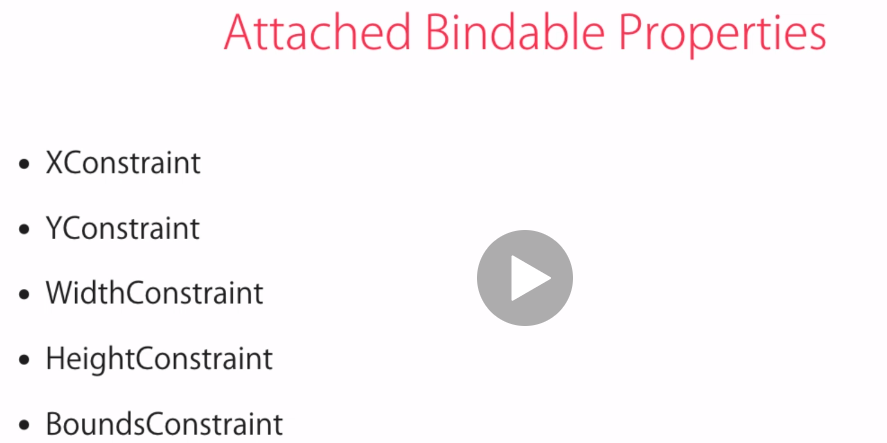 Attached Bindable Properties
• XConstraint
• YConstraint
• WidthConstraint
• HeightConstraint
• BoundsConstraint